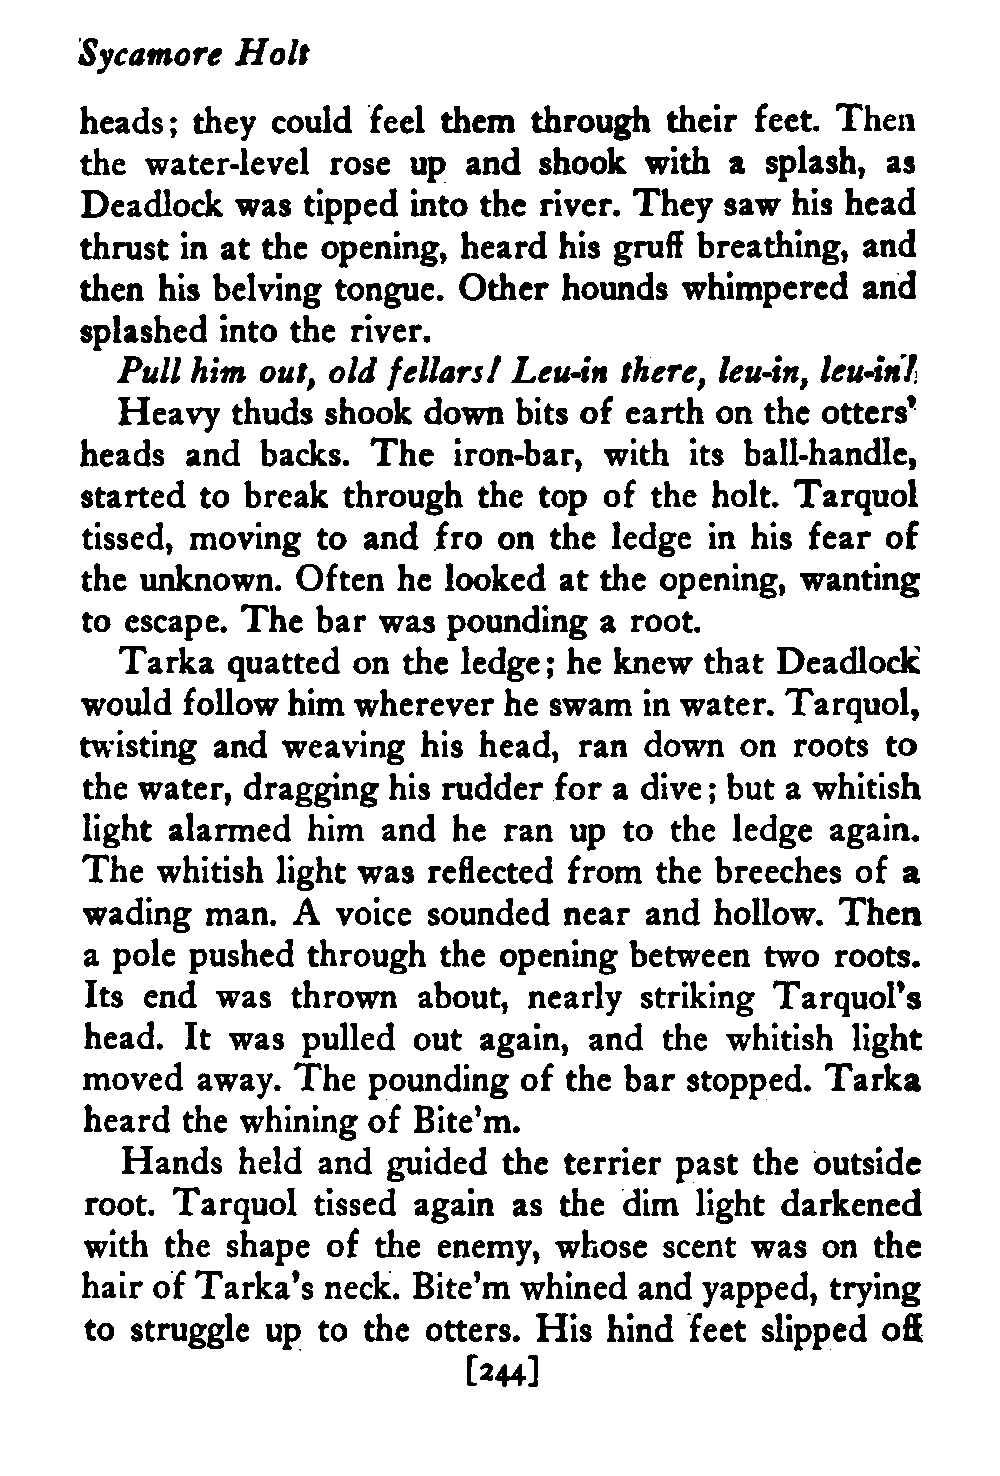 Sycamore Holt
heads; they could feel them through their feet. Then
the water-level rose up and shook with a splash, as
Deadlock was tipped into the river. They saw his head
thrust in at the opening, heard his gruff breathing, and
then his belving tongue. Other hounds whimpered and
splashed into the river.
Pull him out, old fellars! Leu-in there, leu-in, leu-in!
Heavy thuds shook down bits of earth on the otters'
heads and backs. The iron-bar, with its ball-handle,
started to break through the top of the holt. Tarquol
tissed, moving to and fro on the ledge in his fear of
the unknown. Often he looked at the opening, wanting
to escape. The bar was pounding a root.
Tarka quatted on the ledge; he knew that Deadlock
would follow him wherever he swam in water. Tarquol,
twisting and weaving his head, ran down on roots to
the water, dragging his rudder for a dive; but a whitish
light alarmed him and he ran up to the ledge again.
The whitish light was reflected from the breeches of a
wading man. A voice sounded near and hollow. Then
a pole pushed through the opening between two roots.
Its end was thrown about, nearly striking Tarquol's
head. It was pulled out again, and the whitish light
moved away. The pounding of the bar stopped. Tarka
heard the whining of Bite'm.
Hands held and guided the terrier past the outside
root. Tarquol tissed again as the dim light darkened
with the shape of the enemy, whose scent was on the
hair of Tarka's neck. Bite'm whined and yapped, trying
to struggle up to the otters. His hind feet slipped off
[244]